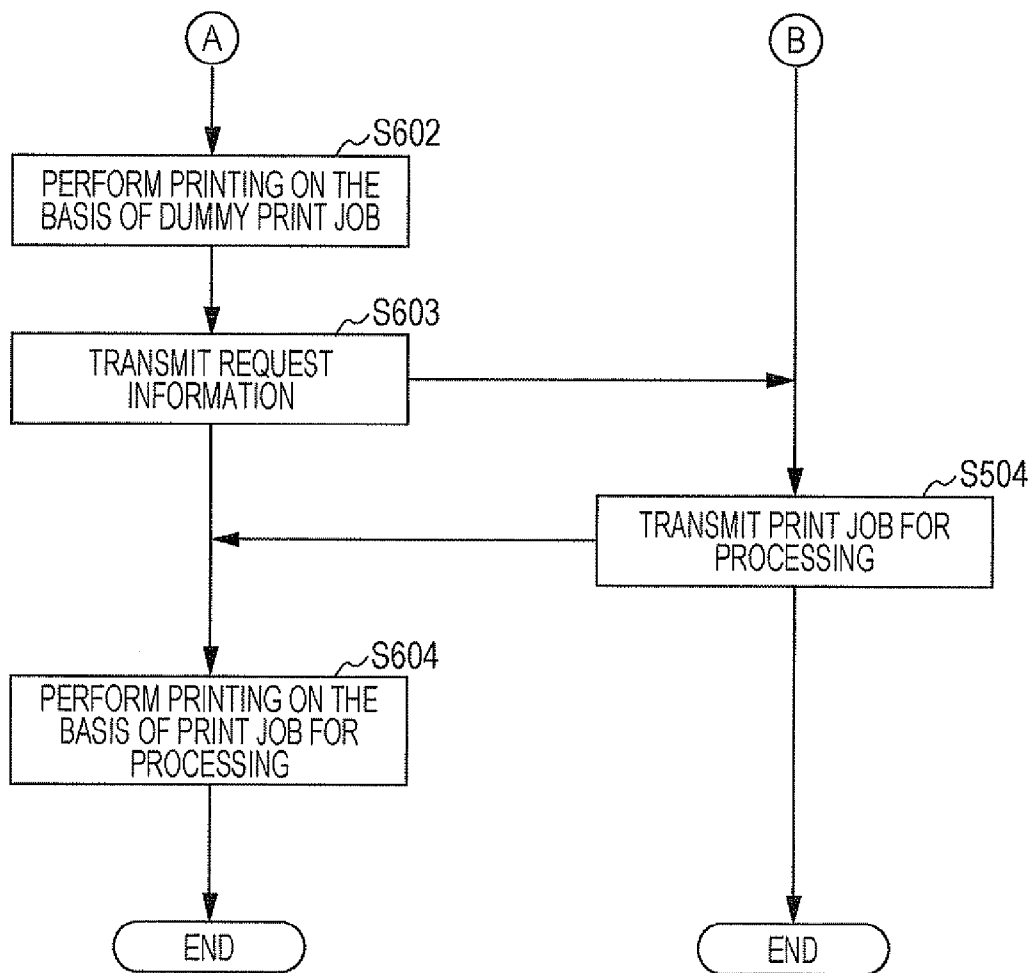 A
B
S602
PERFORM PRINTING ON THE
BASIS OF DUMMY PRINT JOB
S603
TRANSMIT REQUEST
INFORMATION
S504
TRANSMIT PRINT JOB FOR
PROCESSING
S604
PERFORM PRINTING ON THE
BASIS OF PRINT JOB FOR
PROCESSING
END
END